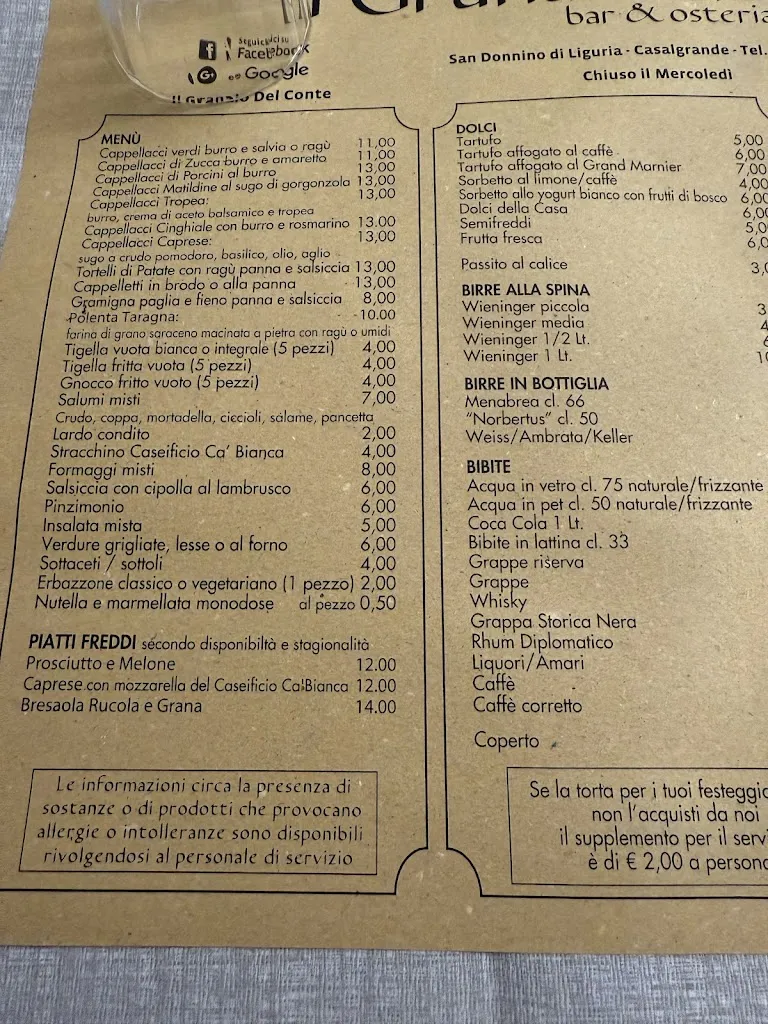 bar & osteria
Seguiteci su
Facebook
Google
Il Granaio Del Conte
San Donnino di Liguria - Casalgrande - Tel.
Chiuso il Mercoledì
MENÙ
Cappellacci verdi burro e salvia o ragù 11,00
Cappellacci di Zucca burro e amaretto 11,00
Cappellacci di Porcini al burro 13,00
Cappellacci Matildine al sugo di gorgonzola 13,00
Cappellacci Tropea: 13,00
burro, crema di aceto balsamico e tropea
Cappellacci Cinghiale con burro e rosmarino 13.00
Cappellacci Caprese: 13,00
sugo a crudo pomodoro, basilico, olio, aglio
Tortelli di Patate con ragù panna e salsiccia 13,00
Cappelletti in brodo o alla panna 13,00
Gramigna paglia e fieno panna e salsiccia 8,00
Polenta Taragna: 10.00
farina di grano saraceno macinata a pietra con ragù o umidi
Tigella vuota bianca o integrale (5 pezzi) 4,00
Tigella fritta vuota (5 pezzi) 4,00
Gnocco fritto vuoto (5 pezzi) 4,00
Salumi misti 7,00
Crudo, coppa, mortadella, ciccioli, salame, pancetta
Lardo condito 2,00
Stracchino Caseificio Ca' Bianca 4,00
Formaggi misti 8,00
Salsiccia con cipolla al lambrusco 6,00
Pinzimonio 6,00
Insalata mista 5,00
Verdure grigliate, lesse o al forno 6,00
Sottaceti / sottoli 4,00
Erbazzone classico o vegetariano (1 pezzo) 2,00
Nutella e marmellata monodose al pezzo 0,50
PIATTI FREDDI secondo disponibiltà e stagionalità
Prosciutto e Melone 12.00
Caprese con mozzarella del Caseificio Ca'Bianca 12.00
Bresaola Rucola e Grana 14.00
Le informazioni circa la presenza di
sostanze o di prodotti che provocano
allergie o intolleranze sono disponibili
rivolgendosi al personale di servizio
DOLCI
Tartufo 5,00
Tartufo affogato al caffè 6,00
Tartufo affogato al Grand Marnier 7,00
Sorbetto al limone/caffè 4,00
Sorbetto allo yogurt bianco con frutti di bosco 6,00
Dolci della Casa 6,0
Semifreddi 5,0
Frutta fresca 6,0
Passito al calice 3,
BIRRE ALLA SPINA
Wieninger piccola 3
Wieninger media 4
Wieninger 1/2 Lt.
Wieninger 1 Lt. 10
BIRRE IN BOTTIGLIA
Menabrea cl. 66
"Norbertus" cl. 50
Weiss/Ambrata/Keller
BIBITE
Acqua in vetro cl. 75 naturale/frizzante
Acqua in pet cl. 50 naturale/frizzante
Coca Cola 1 Lt.
Bibite in lattina cl. 33
Grappe riserva
Grappe
Whisky
Grappa Storica Nera
Rhum Diplomatico
Liquori/Amari
Caffè
Caffè corretto
Coperto
Se la torta per i tuoi festeggia
non l'acquisti da noi
il supplemento per il servi
è di € 2,00 a persona